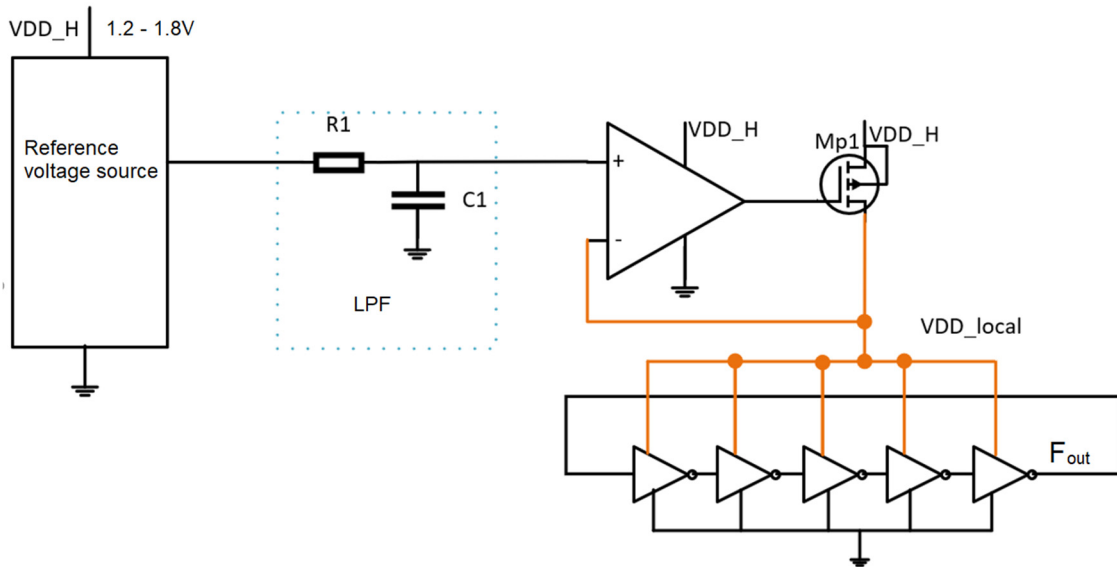 VDD_H 1.2 - 1.8V
Reference
voltage source
R1
C1
LPF
+
-
VDD_H
Mp1
VDD_H
VDD_local
Fout